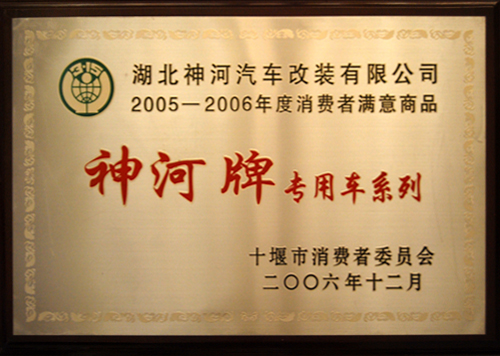 湖北神河汽车改装有限公司
2005—2006年度消费者满意商品
神河牌专用车系列
十堰市消费者委员会
二〇〇六年十二月